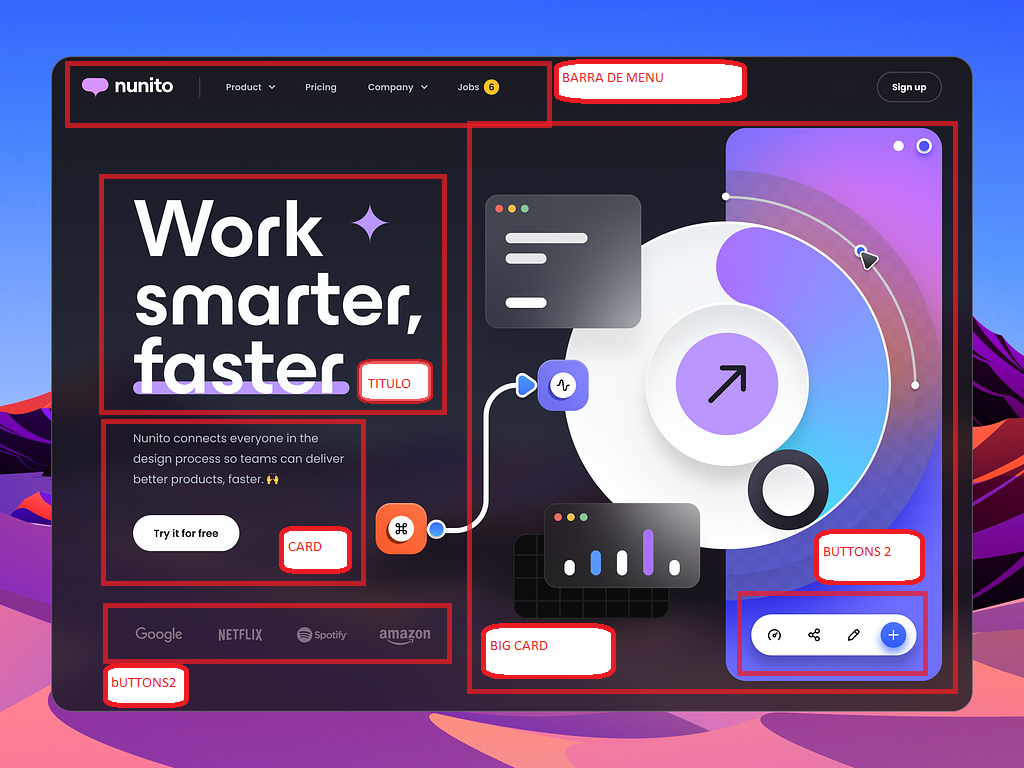 nunito
Product
Pricing
Company
Jobs
6
BARRA DE MENU
Sign up
Work
smarter,
faster
TITULO
Nunito connects everyone in the
design process so teams can deliver
better products, faster. 🙌
Try it for free
CARD
BUTTONS 2
Google
NETFLIX
Spotify
amazon
BIG CARD
bUTTONS2